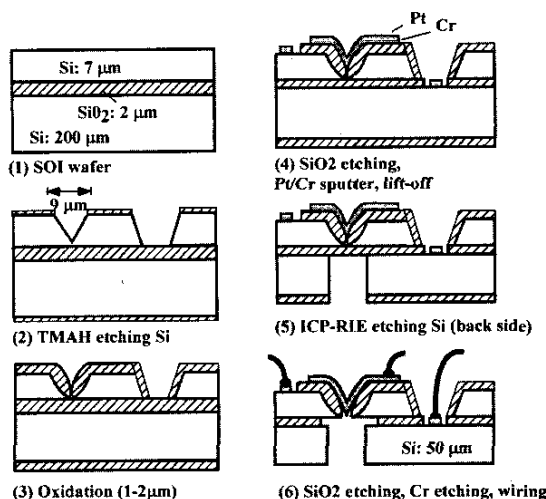 Si: 7 µm
SiO2: 2 µm
Si: 200 µm
(1) SOI wafer
9 µm
(2) TMAH etching Si
(3) Oxidation (1-2µm)
Pt
Cr
(4) SiO2 etching,
Pt/Cr sputter, lift-off
(5) ICP-RIE etching Si (back side)
Si: 50 µm
(6) SiO2 etching, Cr etching, wiring